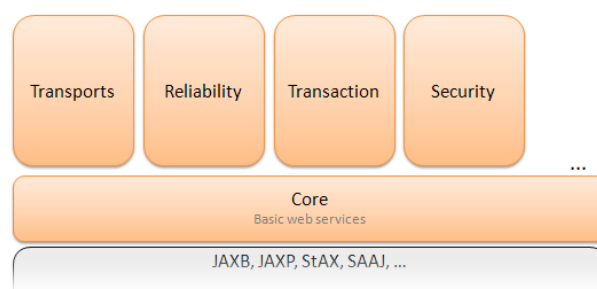 Transports Reliability Transaction Security
...
Core
Basic web services
JAXB, JAXP, StAX, SAAJ, ...